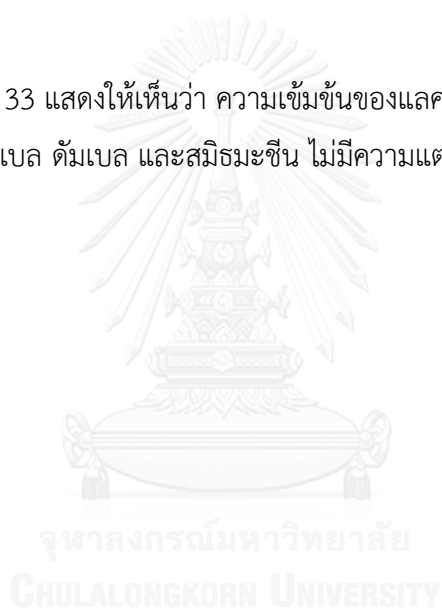 33 แสดงให้เห็นว่า ความเข้มข้นของแลค
เบล ดัมเบล และสมิธมะชีน ไม่มีความแต
จุฬาลงกรณ์มหาวิทยาลัย
CHULALONGKORN UNIVERSITY